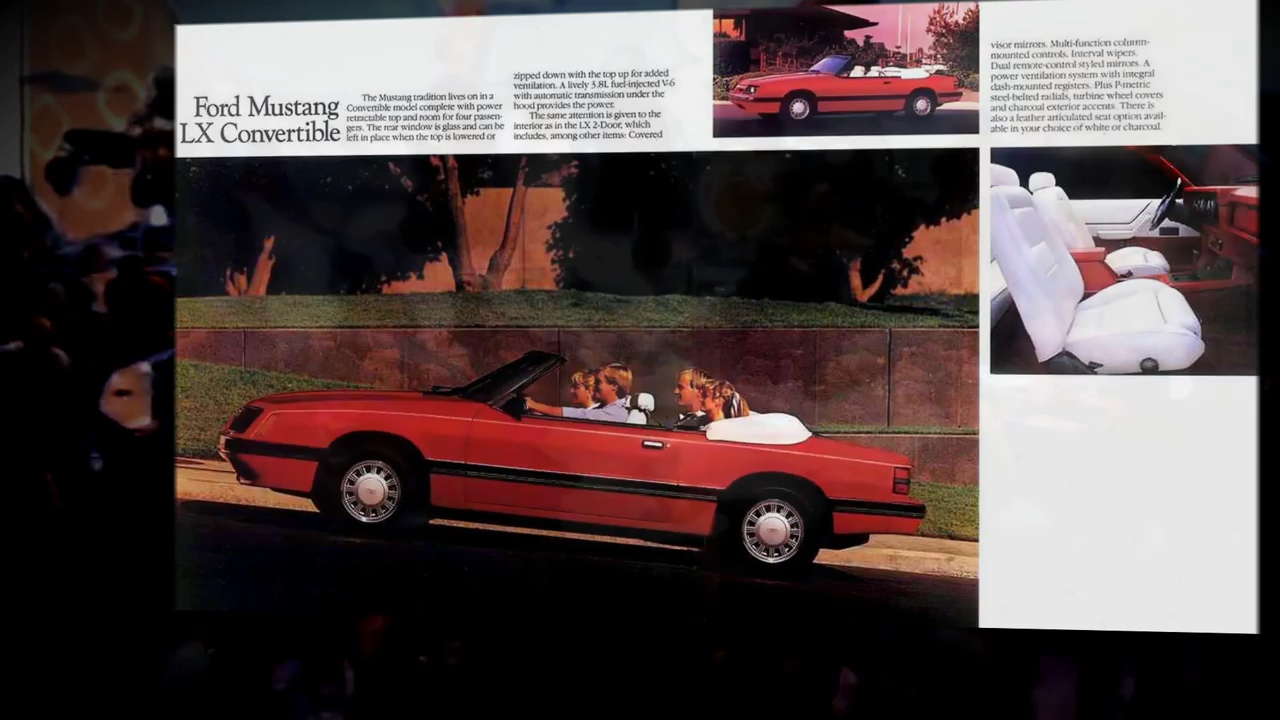 Ford Mustang
LX Convertible
The Mustang tradition lives on in a
Convertible model complete with power
retractable top and room for four passen-
gers. The rear window is glass and can be
left in place when the top is lowered or
zipped down with the top up for added
ventilation. A lively 3.8L fuel-injected V-6
with automatic transmission under the
hood provides the power.
The same attention is given to the
interior as in the LX 2-Door, which
includes, among other items: Covered
visor mirrors. Multi-function column-
mounted controls. Interval wipers.
Dual remote-control styled mirrors. A
power ventilation system with integral
dash-mounted registers. Plus P-metric
steel-belted radials, turbine wheel covers
and charcoal exterior accents. There is
also a leather articulated seat option avail-
able in your choice of white or charcoal.